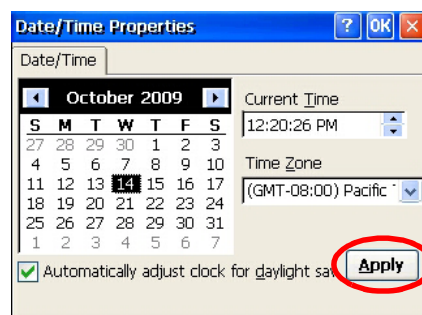 Date/Time Properties ? OK
Date/Time
October 2009
Current Time
S M T W T F S
12:20:26 PM
27 28 29 30 1 2 3
4 5 6 7 8 9 10
Time Zone
11 12 13 14 15 16 17
(GMT-08:00) Pacific
18 19 20 21 22 23 24
25 26 27 28 29 30 31
1 2 3 4 5 6 7
Automatically adjust clock for daylight sav
Apply